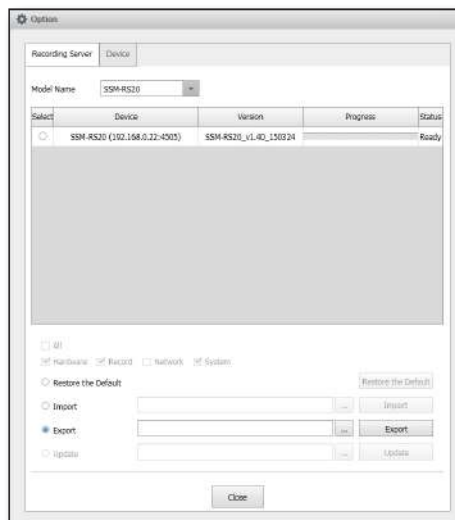 Option
Recording Server Device
Model Name SSM-RS20
Select Device Version Progress Status
SSM-RS20 (192.168.0.22:4505) SSM-RS20_v1.40_150324 Ready
All
Hardware Record Network System
Restore the Default Restore the Default
Import ... Import
Export ... Export
Update ... Update
Close